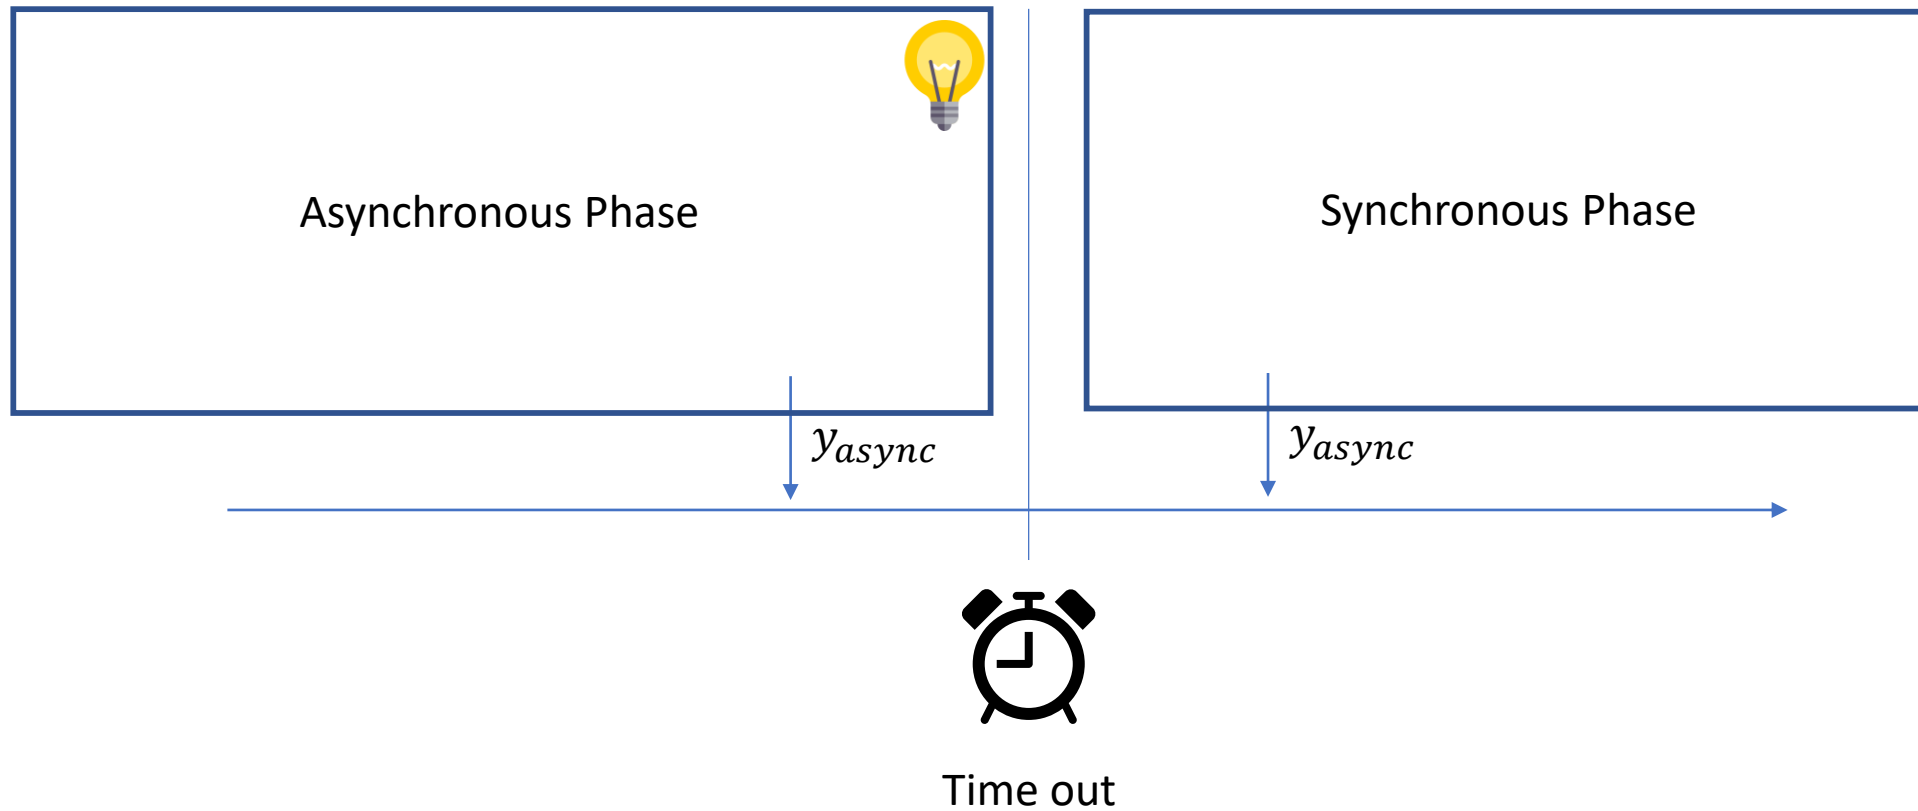 Asynchronous Phase
Synchronous Phase
y_async
y_async
Time out